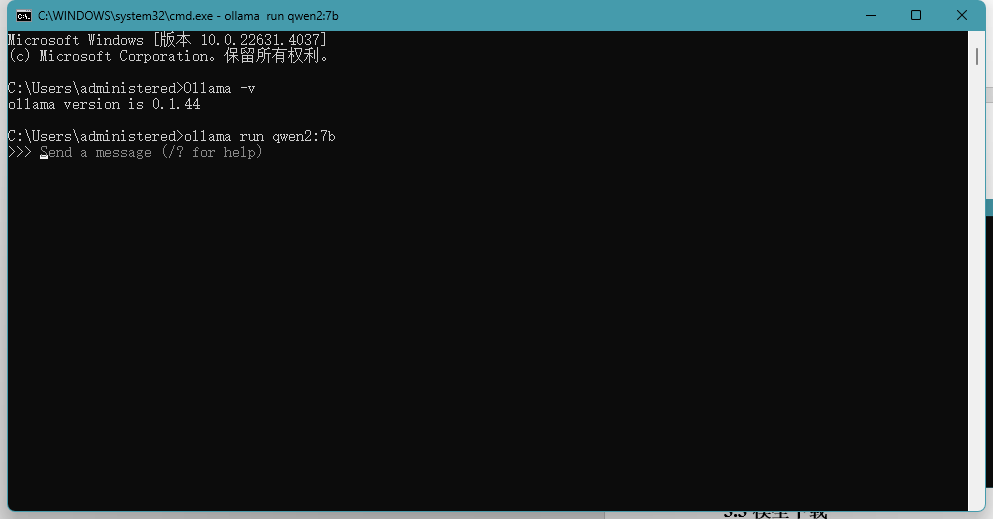 C:\WINDOWS\system32\cmd.exe - ollama  run qwen2:7b
Microsoft Windows [版本 10.0.22631.4037]
(c) Microsoft Corporation。保留所有权利。
C:\Users\administered>Ollama -v
ollama version is 0.1.44
C:\Users\administered>ollama run qwen2:7b
>>> Send a message (/? for help)